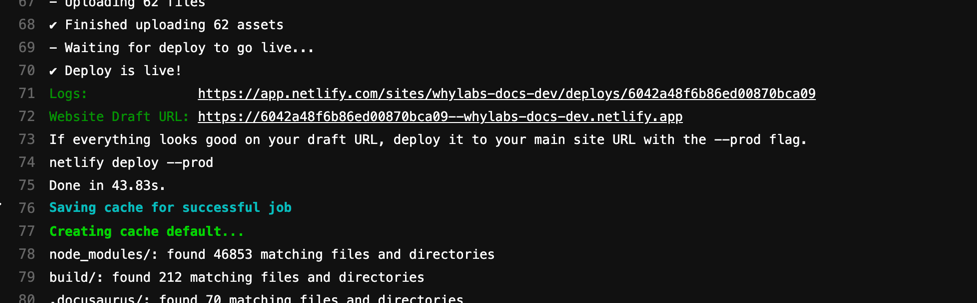 67 - Uploading 62 files
68 ✔ Finished uploading 62 assets
69 - Waiting for deploy to go live...
70 ✔ Deploy is live!
71 Logs: https://app.netlify.com/sites/whylabs-docs-dev/deploys/6042a48f6b86ed00870bca09
72 Website Draft URL: https://6042a48f6b86ed00870bca09--whylabs-docs-dev.netlify.app
73 If everything looks good on your draft URL, deploy it to your main site URL with the --prod flag.
74 netlify deploy --prod
75 Done in 43.83s.
76 Saving cache for successful job
77 Creating cache default...
78 node_modules/: found 46853 matching files and directories
79 build/: found 212 matching files and directories
80 .docusaurus/: found 70 matching files and directories